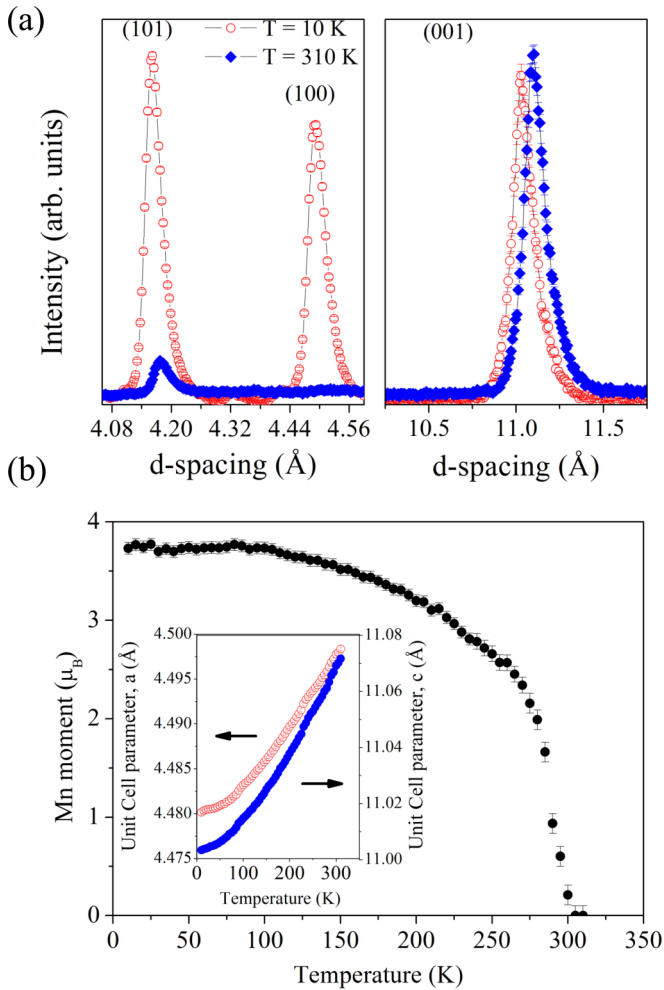 (a)
(101)
T = 10 K
T = 310 K
(100)
(001)
Intensity (arb. units)
4.08 4.20 4.32 4.44 4.56
10.5 11.0 11.5
d-spacing (Å)
d-spacing (Å)
(b)
4
3
2
1
0
Mn moment (μB)
4.500
4.495
4.490
4.485
4.480
4.475
Unit Cell parameter, a (Å)
11.08
11.06
11.04
11.02
11.00
Unit Cell parameter, c (Å)
0 100 200 300
Temperature (K)
0 50 100 150 200 250 300 350
Temperature (K)